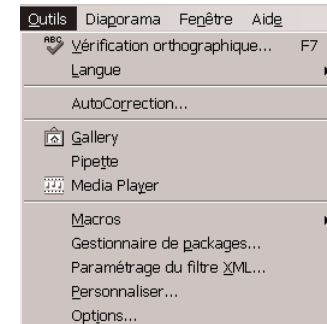 Outils Diaporama Fenêtre Aide
ABC Vérification orthographique... F7
Langue
AutoCorrection...
Gallery
Pipette
Media Player
Macros
Gestionnaire de packages...
Paramétrage du filtre XML...
Personnaliser...
Options...